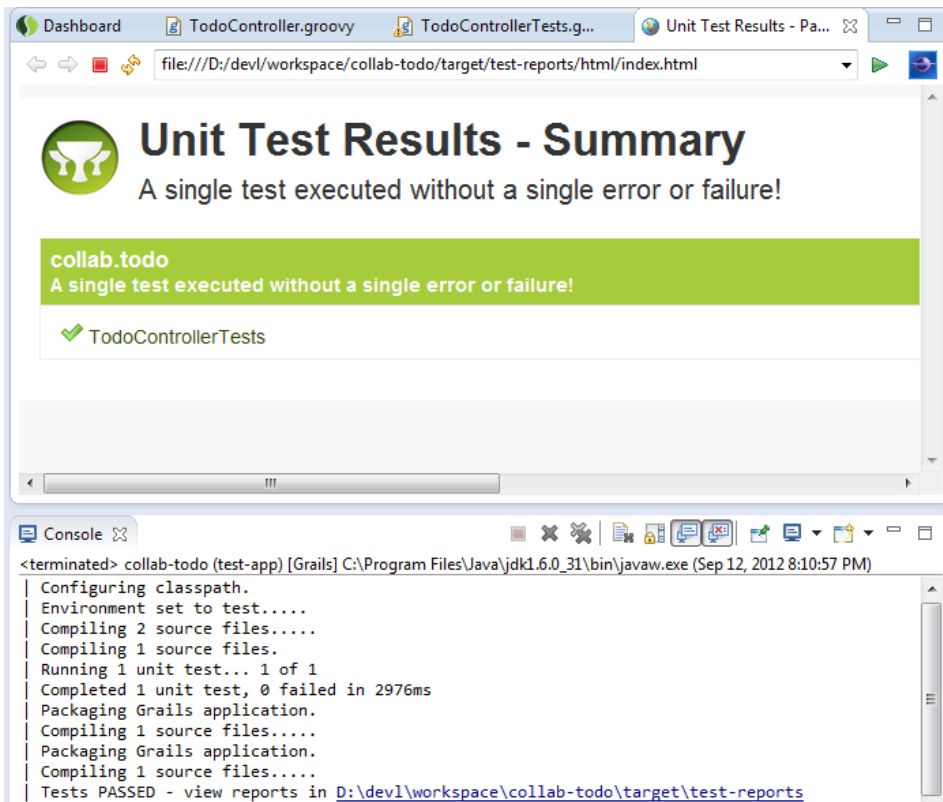 Dashboard TodoController.groovy TodoControllerTests.g... Unit Test Results - Pa...
file:///D:/devl/workspace/collab-todo/target/test-reports/html/index.html
Unit Test Results - Summary
A single test executed without a single error or failure!
collab.todo
A single test executed without a single error or failure!
TodoControllerTests
Console
<terminated> collab-todo (test-app) [Grails] C:\Program Files\Java\jdk1.6.0_31\bin\javaw.exe (Sep 12, 2012 8:10:57 PM)
| Configuring classpath.
| Environment set to test.....
| Compiling 2 source files.....
| Compiling 1 source files.
| Running 1 unit test... 1 of 1
| Completed 1 unit test, 0 failed in 2976ms
| Packaging Grails application.
| Compiling 1 source files.....
| Packaging Grails application.
| Compiling 1 source files.....
| Tests PASSED - view reports in D:\devl\workspace\collab-todo\target\test-reports